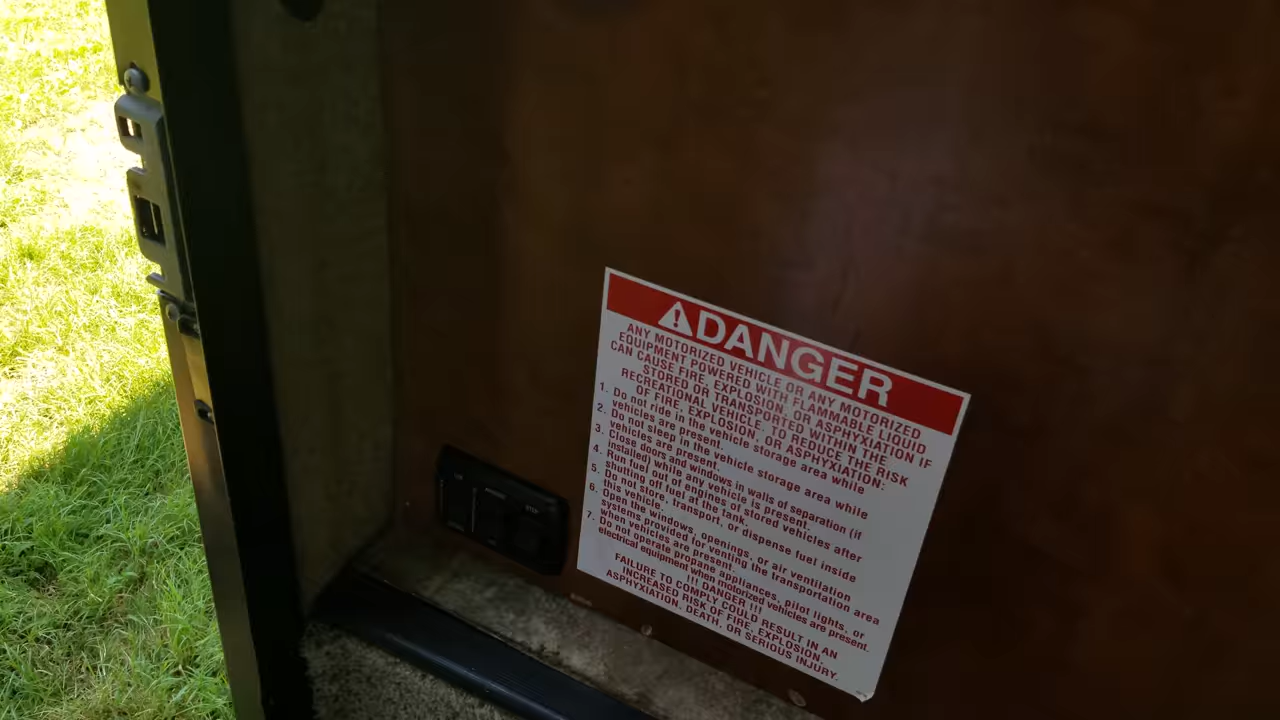 DANGER
ANY MOTORIZED VEHICLE OR ANY MOTORIZED
EQUIPMENT POWERED WITH FLAMMABLE LIQUID
CAN CAUSE FIRE, EXPLOSION, OR ASPHYXIATION IF
STORED OR TRANSPORTED WITHIN THE
RECREATIONAL VEHICLE. TO REDUCE THE RISK
OF FIRE, EXPLOSION, OR ASPHYXIATION:
1. Do not ride in the vehicle storage area while
vehicles are present.
2. Do not sleep in the vehicle storage area while
vehicles are present.
3. Close doors and windows in walls of separation (if
installed) while any vehicle is present.
4. Run fuel out of engines of stored vehicles after
shutting off fuel at the tank.
5. Do not store, transport, or dispense fuel inside
this vehicle.
6. Open the windows, openings, or air ventilation
systems provided for venting the transportation area
when vehicles are present.
7. Do not operate propane appliances, pilot lights, or
electrical equipment when motorized vehicles are present.
!!! DANGER !!!
FAILURE TO COMPLY COULD RESULT IN AN
INCREASED RISK OF FIRE, EXPLOSION,
ASPHYXIATION, DEATH, OR SERIOUS INJURY.